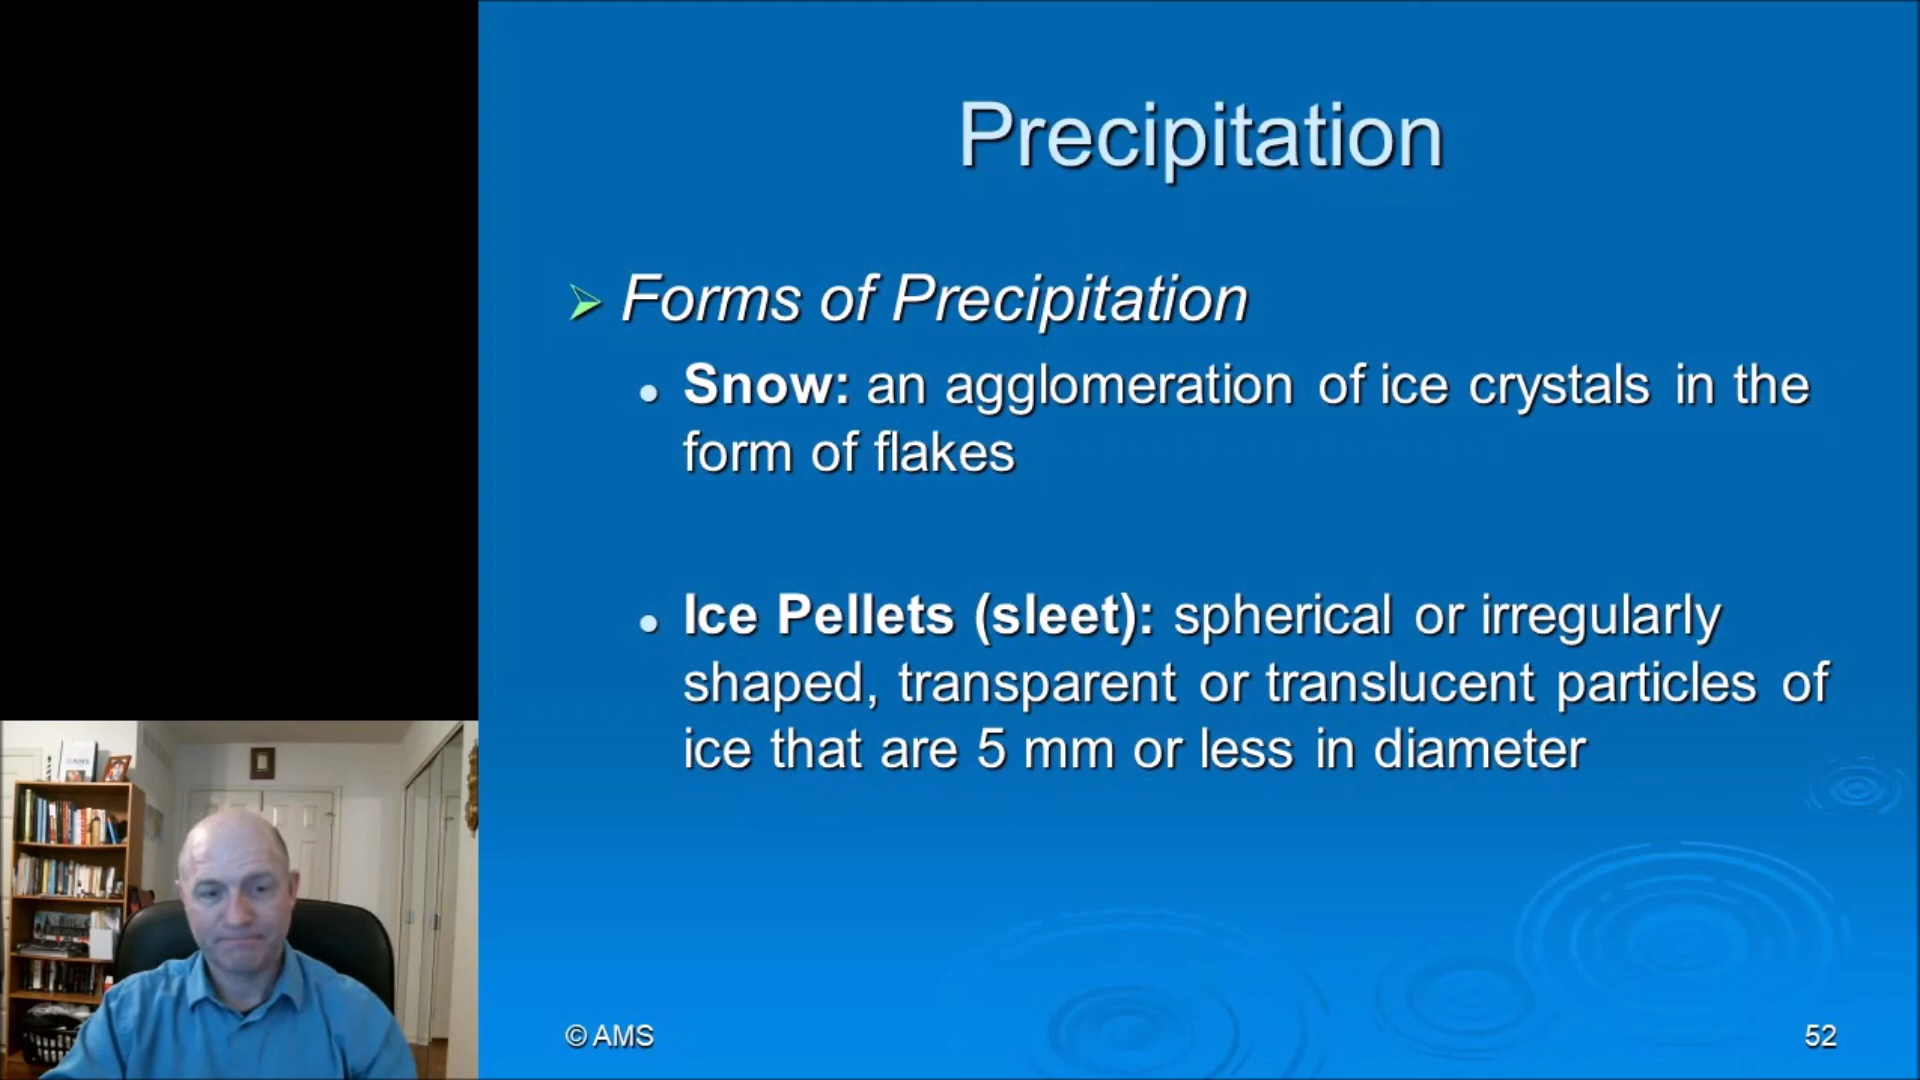 Precipitation
Forms of Precipitation
Snow: an agglomeration of ice crystals in the
form of flakes
Ice Pellets (sleet): spherical or irregularly
shaped, transparent or translucent particles of
ice that are 5 mm or less in diameter
© AMS
52